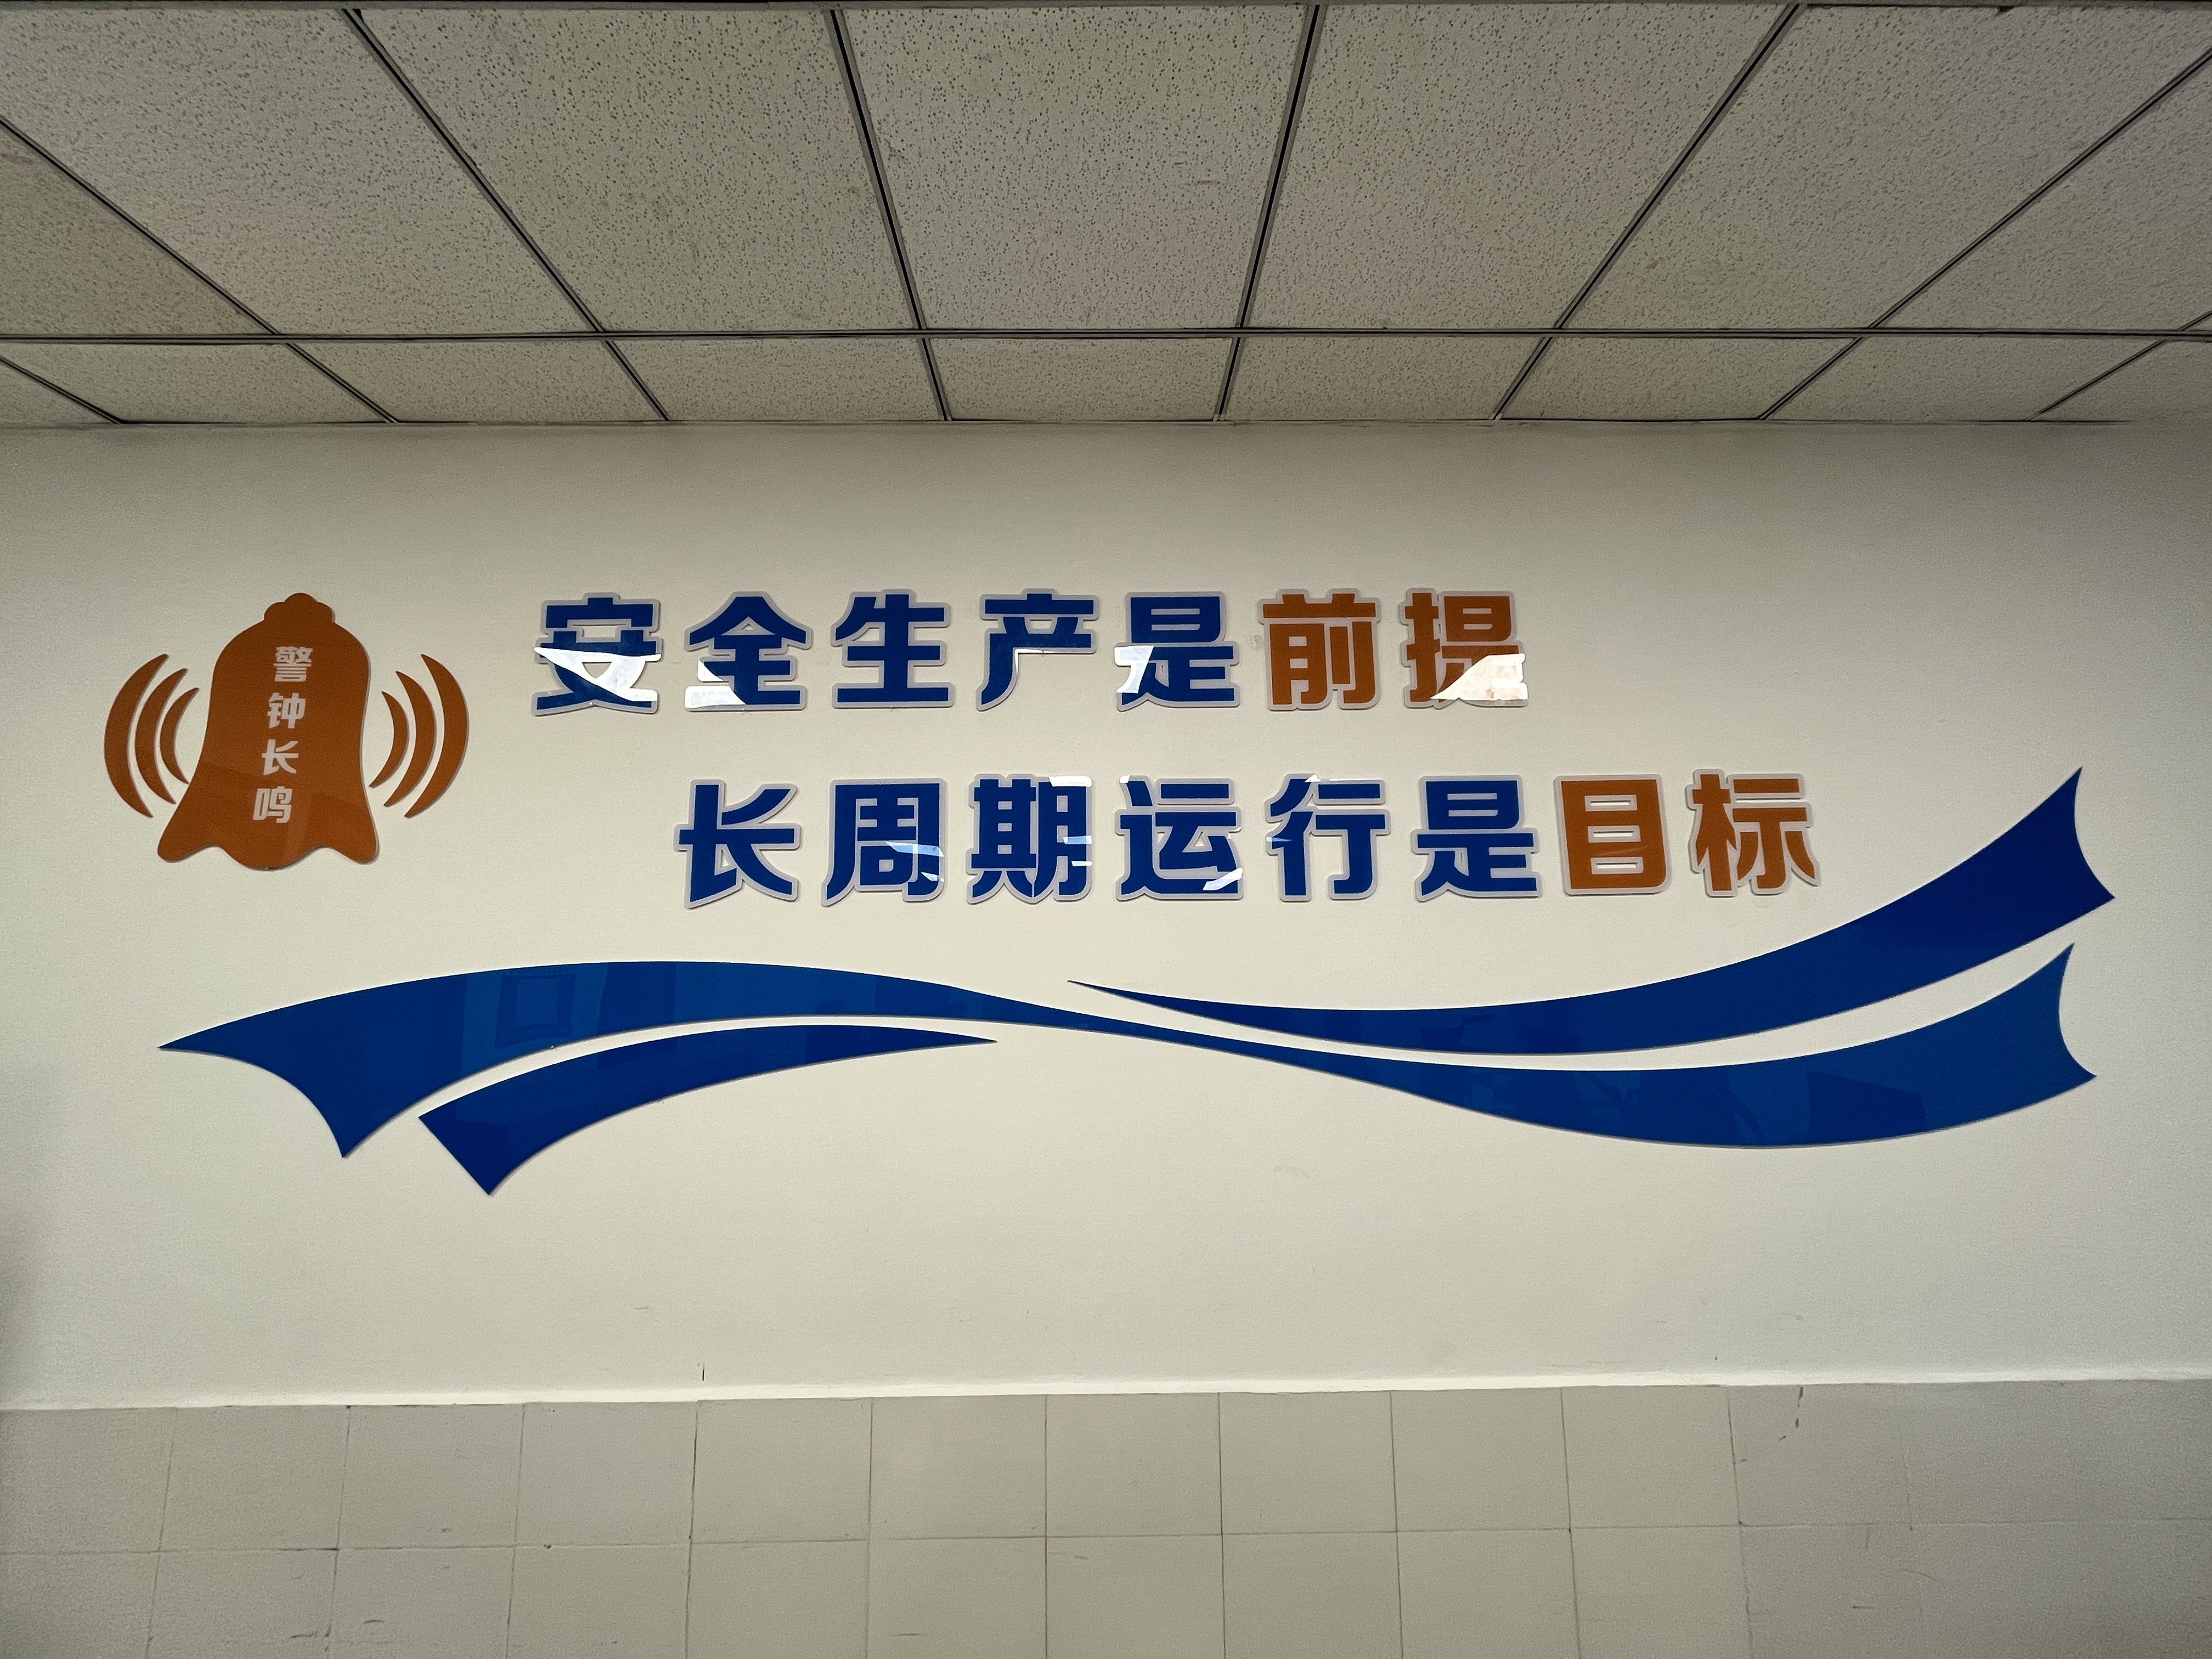 警钟长鸣
安全生产是前提
长周期运行是目标